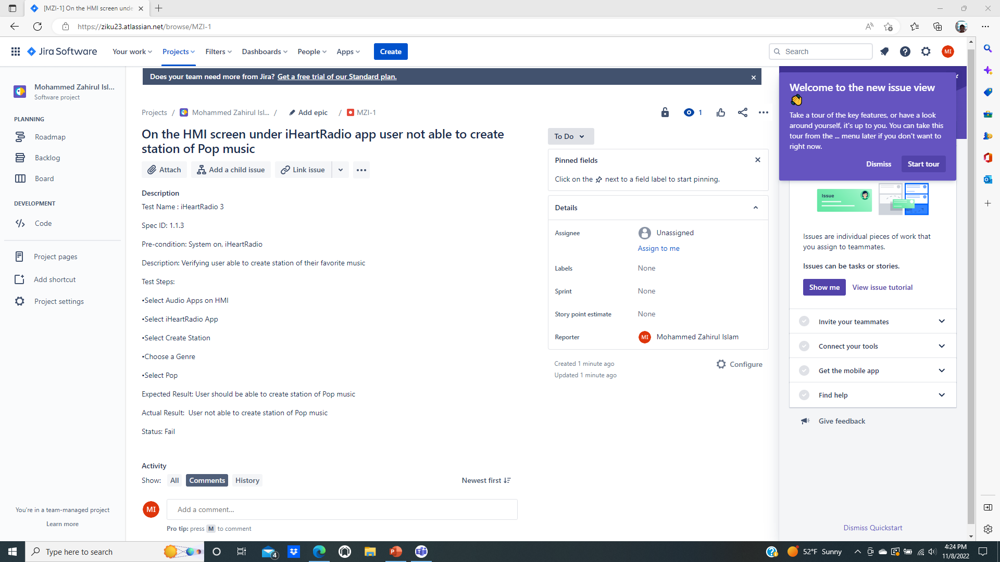 [MZI-1] On the HMI screen unde
https://ziku23.atlassian.net/browse/MZI-1
Jira Software
Your work
Projects
Filters
Dashboards
People
Apps
Create
Search
MI
Mohammed Zahirul Isl...
Software project
PLANNING
Roadmap
Backlog
Board
DEVELOPMENT
Code
Project pages
Add shortcut
Project settings
You're in a team-managed project
Learn more
Does your team need more from Jira? Get a free trial of our Standard plan.
Projects / Mohammed Zahirul Isl... / Add epic / MZI-1
1
On the HMI screen under iHeartRadio app user not able to create
station of Pop music
Attach
Add a child issue
Link issue
Description
Test Name : iHeartRadio 3
Spec ID: 1.1.3
Pre-condition: System on, iHeartRadio
Description: Verifying user able to create station of their favorite music
Test Steps:
•Select Audio Apps on HMI
•Select iHeartRadio App
•Select Create Station
•Choose a Genre
•Select Pop
Expected Result: User should be able to create station of Pop music
Actual Result:  User not able to create station of Pop music
Status: Fail
Activity
Show: All Comments History
Newest first
MI
Add a comment...
Pro tip: press M to comment
To Do
Pinned fields
Click on the next to a field label to start pinning.
Details
Assignee
Unassigned
Assign to me
Labels
None
Sprint
None
Story point estimate
None
Reporter
MI
Mohammed Zahirul Islam
Created 1 minute ago
Updated 1 minute ago
Configure
Welcome to the new issue view
Take a tour of the key features, or have a look
around yourself, it's up to you. You can take this
tour from the ... menu later if you don't want to
right now.
Dismiss
Start tour
Issue
Issues are individual pieces of work that
you assign to teammates.
Issues can be tasks or stories.
Show me
View issue tutorial
Invite your teammates
Connect your tools
Get the mobile app
Find help
Give feedback
Dismiss Quickstart
Type here to search
4
52°F Sunny
4:24 PM
11/8/2022